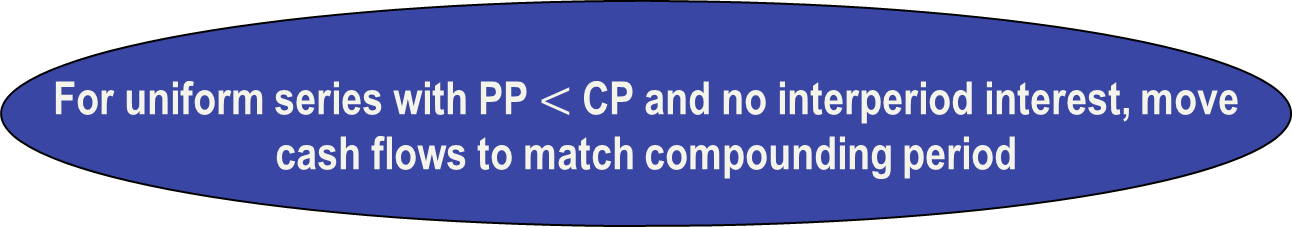 For uniform series with PP < CP and no interperiod interest, move
cash flows to match compounding period